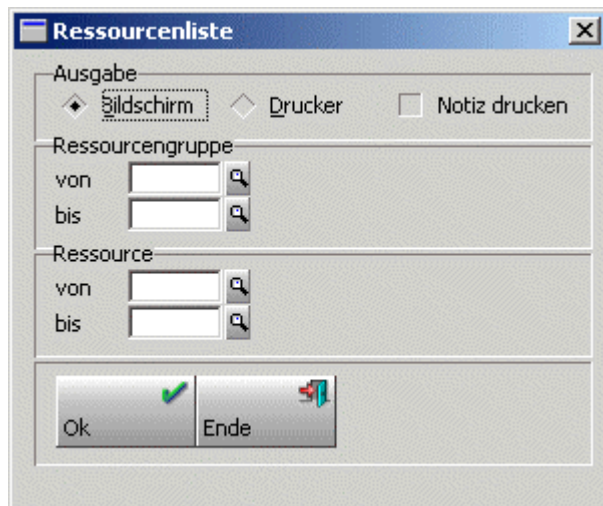 Ressourcenliste
Ausgabe
Bildschirm Drucker Notiz drucken
Ressourcengruppe
von
bis
Ressource
von
bis
Ok Ende